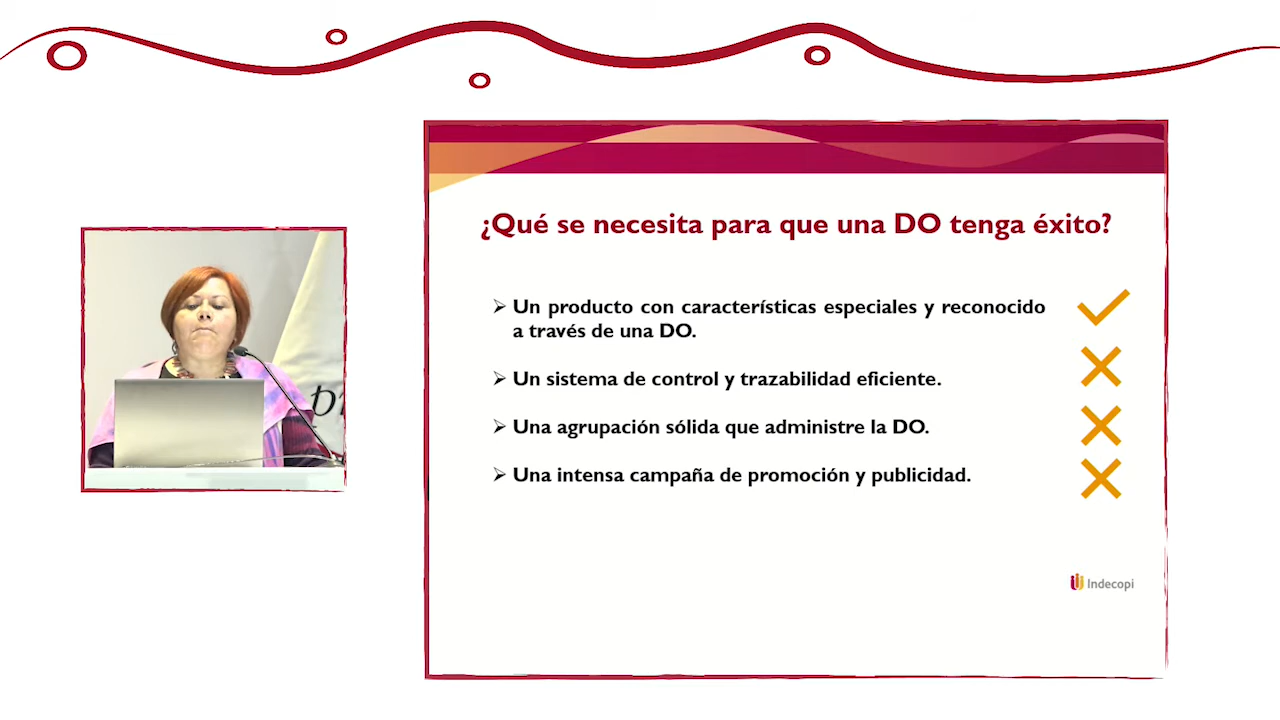 ¿Qué se necesita para que una DO tenga éxito?
➢ Un producto con características especiales y reconocido
a través de una DO.
➢ Un sistema de control y trazabilidad eficiente.
➢ Una agrupación sólida que administre la DO.
➢ Una intensa campaña de promoción y publicidad.
Indecopi